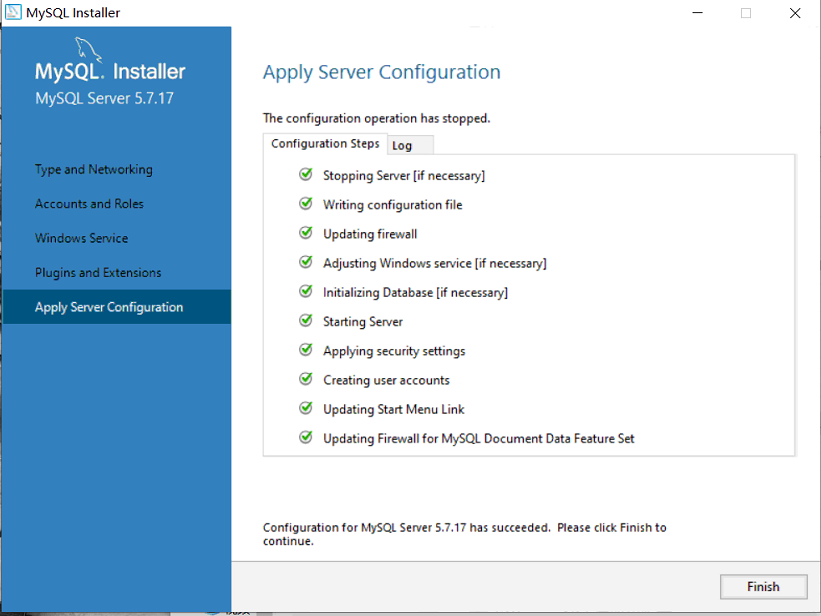 MySQL Installer
MySQL. Installer
MySQL Server 5.7.17
Type and Networking
Accounts and Roles
Windows Service
Plugins and Extensions
Apply Server Configuration
Apply Server Configuration
The configuration operation has stopped.
Configuration Steps
Log
Stopping Server [if necessary]
Writing configuration file
Updating firewall
Adjusting Windows service [if necessary]
Initializing Database [if necessary]
Starting Server
Applying security settings
Creating user accounts
Updating Start Menu Link
Updating Firewall for MySQL Document Data Feature Set
Configuration for MySQL Server 5.7.17 has succeeded. Please click Finish to
continue.
Finish